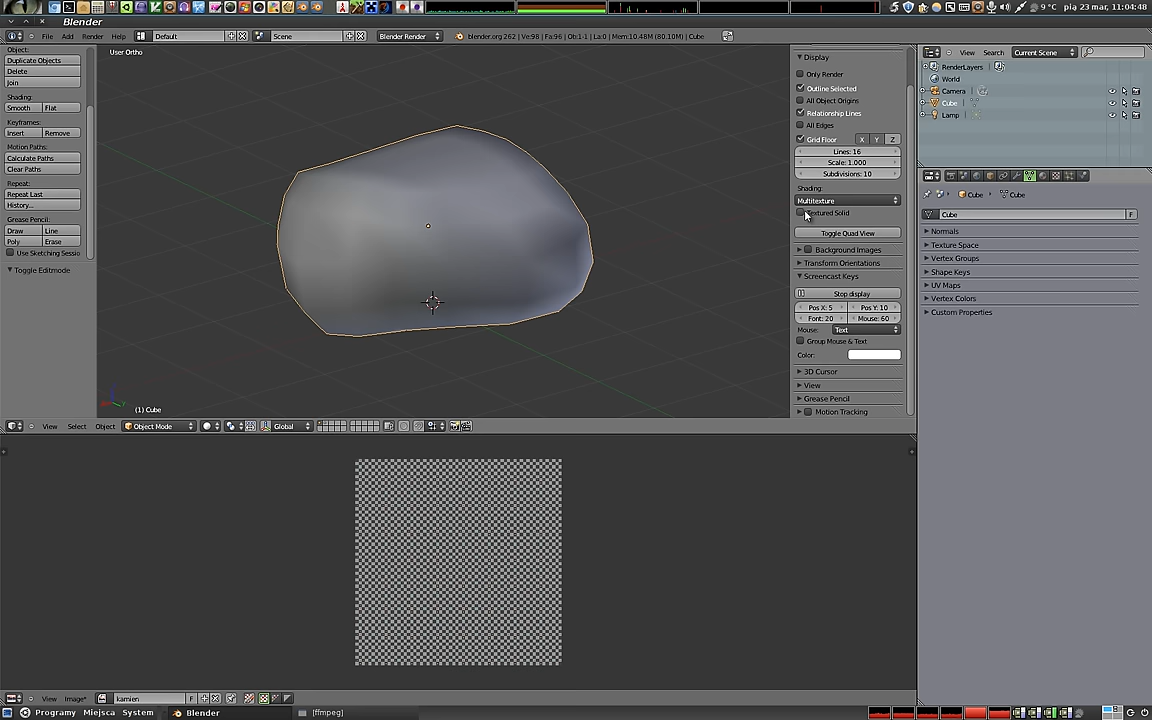 9 °C pią 23 mar, 11:04:48
Blender
File Add Render Help Default Scene Blender Render blender.org 262 | Ve:98 | Fa:96 | Ob:1-1 | La:0 | Mem:10.48M (80.10M) | Cube
Object:
Duplicate Objects
Delete
Join
Shading:
Smooth Flat
Keyframes:
Insert Remove
Motion Paths:
Calculate Paths
Clear Paths
Repeat:
Repeat Last
History...
Grease Pencil:
Draw Line
Poly Erase
Use Sketching Sessio
Toggle Editmode
User Ortho
(1) Cube
Display
Only Render
Outline Selected
All Object Origins
Relationship Lines
All Edges
Grid Floor X Y Z
Lines: 16
Scale: 1.000
Subdivisions: 10
Shading:
Multitexture
Textured Solid
Toggle Quad View
Background Images
Transform Orientations
Screencast Keys
Stop display
Pos X: 5 Pos Y: 10
Font: 20 Mouse: 60
Mouse: Text
Group Mouse & Text
Color:
3D Cursor
View
Grease Pencil
Motion Tracking
View Search Current Scene
RenderLayers
World
Camera
Cube
Lamp
Cube Cube
Cube F
Normals
Texture Space
Vertex Groups
Shape Keys
UV Maps
Vertex Colors
Custom Properties
View Select Object Object Mode Global
View Image* kamien F
Programy Miejsca System Blender [ffmpeg]